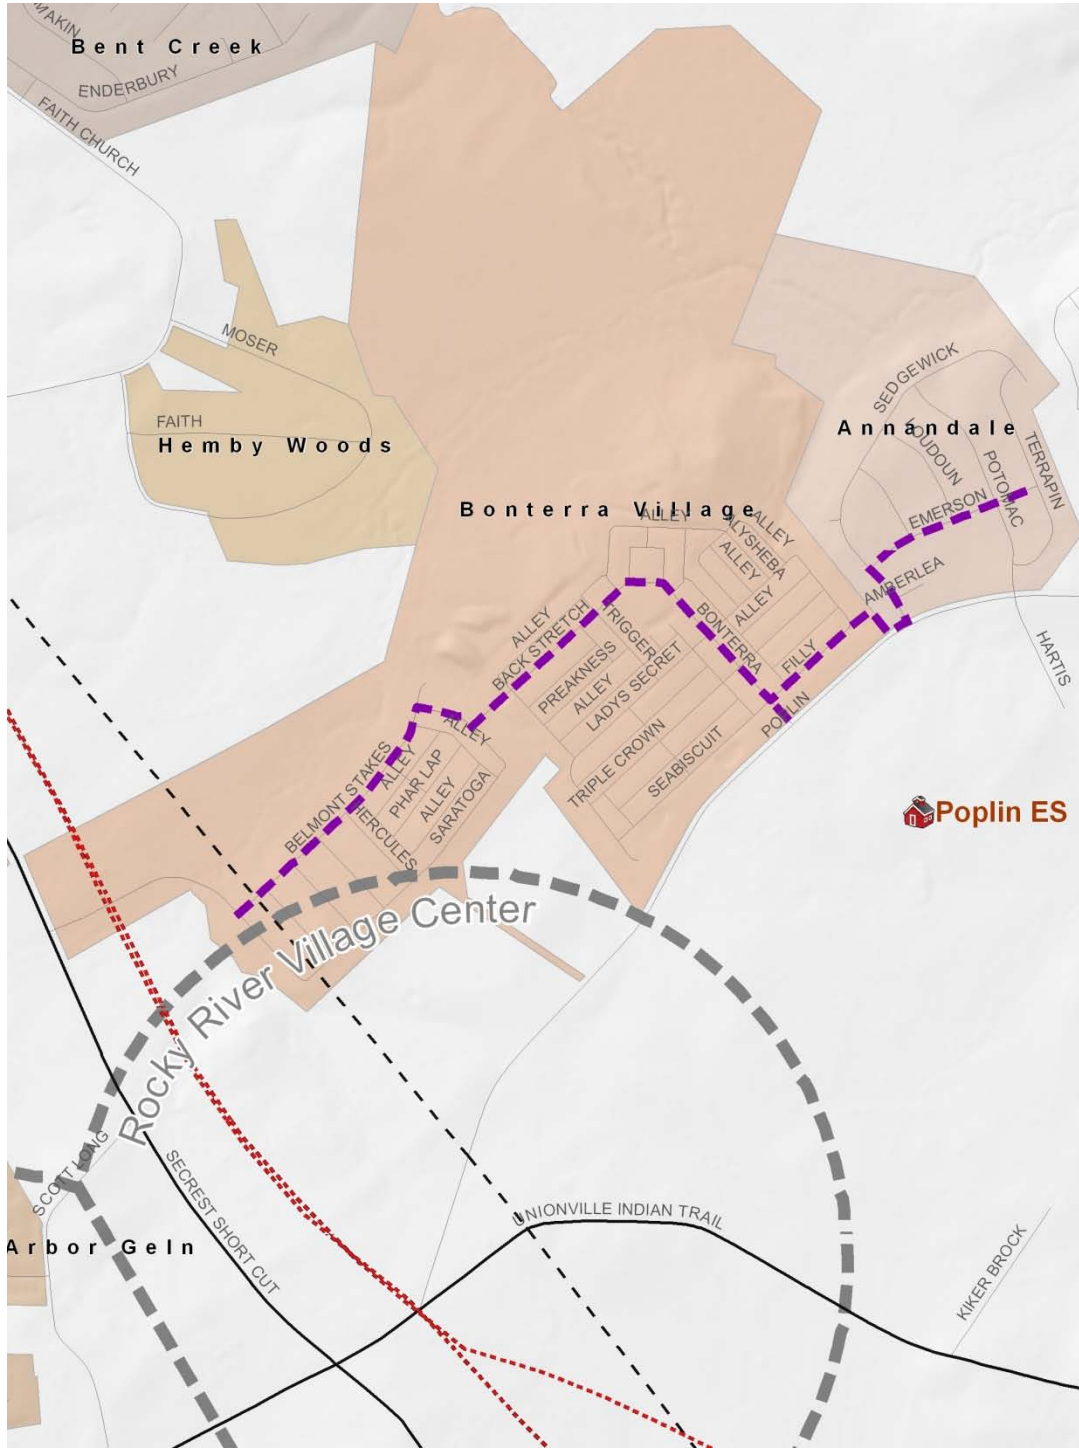 MAKIN
Bent Creek
ENDERBURY
FAITH CHURCH
MOSER
FAITH
Hemby Woods
SEDGEWICK
Annandale
LOUDOUN
POTOMAC
TERRAPIN
EMERSON
AMBERLEA
HARTIS
Bonterra Village
ALLEY
ALLEY
ALYSHEBA
ALLEY
ALLEY
ALLEY
BACK STRETCH
TRIGGER
BONTERRA
FILLY
PREAKNESS
ALLEY
LADYS SECRET
POPLIN
ALLEY
TRIPLE CROWN
SEABISCUIT
BELMONT STAKES
ALLEY
PHAR LAP
ALLEY
SARATOGA
HERCULES
Poplin ES
Rocky River Village Center
SCOTT LONG
SECREST SHORT CUT
UNIONVILLE INDIAN TRAIL
Arbor Geln
KIKER BROCK